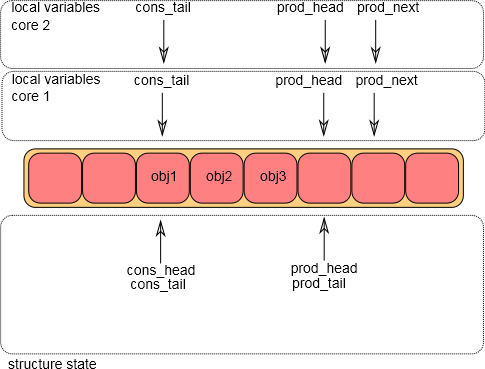 local variables cons_tail prod_head prod_next
core 2
local variables cons_tail prod_head prod_next
core 1
obj1 obj2 obj3
cons_head prod_head
cons_tail prod_tail
structure state